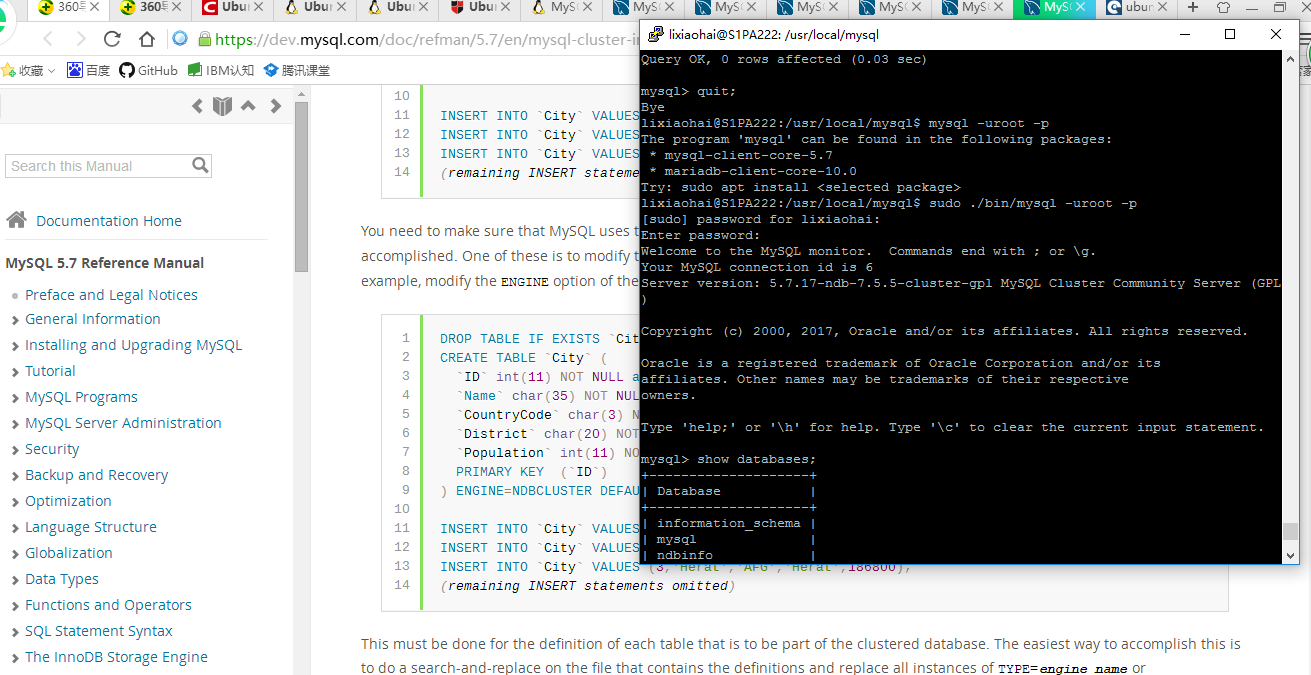 360
360
Ubu
Ubu
Ubu
Ubu
MyS
MyS
MyS
MyS
MyS
MyS
MyS
ubun
https://dev.mysql.com/doc/refman/5.7/en/mysql-cluster-i
收藏
百度
GitHub
IBM认知
腾讯课堂
Search this Manual
Documentation Home
MySQL 5.7 Reference Manual
Preface and Legal Notices
General Information
Installing and Upgrading MySQL
Tutorial
MySQL Programs
MySQL Server Administration
Security
Backup and Recovery
Optimization
Language Structure
Globalization
Data Types
Functions and Operators
SQL Statement Syntax
The InnoDB Storage Engine
10
11 INSERT INTO `City` VALUES
12 INSERT INTO `City` VALUES
13 INSERT INTO `City` VALUES
14 (remaining INSERT stateme
You need to make sure that MySQL uses t
accomplished. One of these is to modify t
example, modify the ENGINE option of the
1 DROP TABLE IF EXISTS `Cit
2 CREATE TABLE `City` (
3 `ID` int(11) NOT NULL a
4 `Name` char(35) NOT NUL
5 `CountryCode` char(3) N
6 `District` char(20) NOT
7 `Population` int(11) NO
8 PRIMARY KEY (`ID`)
9 ) ENGINE=NDBCLUSTER DEFAU
10
11 INSERT INTO `City` VALUES
12 INSERT INTO `City` VALUES
13 INSERT INTO `City` VALUES (3,'Herat','AFG','Herat',186800);
14 (remaining INSERT statements omitted)
This must be done for the definition of each table that is to be part of the clustered database. The easiest way to accomplish this is
to do a search-and-replace on the file that contains the definitions and replace all instances of TYPE=engine_name or
lixiaohai@S1PA222: /usr/local/mysql
Query OK, 0 rows affected (0.03 sec)
mysql> quit;
Bye
lixiaohai@S1PA222:/usr/local/mysql$ mysql -uroot -p
The program 'mysql' can be found in the following packages:
* mysql-client-core-5.7
* mariadb-client-core-10.0
Try: sudo apt install <selected package>
lixiaohai@S1PA222:/usr/local/mysql$ sudo ./bin/mysql -uroot -p
[sudo] password for lixiaohai:
Enter password:
Welcome to the MySQL monitor.  Commands end with ; or \g.
Your MySQL connection id is 6
Server version: 5.7.17-ndb-7.5.5-cluster-gpl MySQL Cluster Community Server (GPL
)
Copyright (c) 2000, 2017, Oracle and/or its affiliates. All rights reserved.
Oracle is a registered trademark of Oracle Corporation and/or its
affiliates. Other names may be trademarks of their respective
owners.
Type 'help;' or '\h' for help. Type '\c' to clear the current input statement.
mysql> show databases;
+--------------------+
| Database           |
+--------------------+
| information_schema |
| mysql              |
| ndbinfo            |